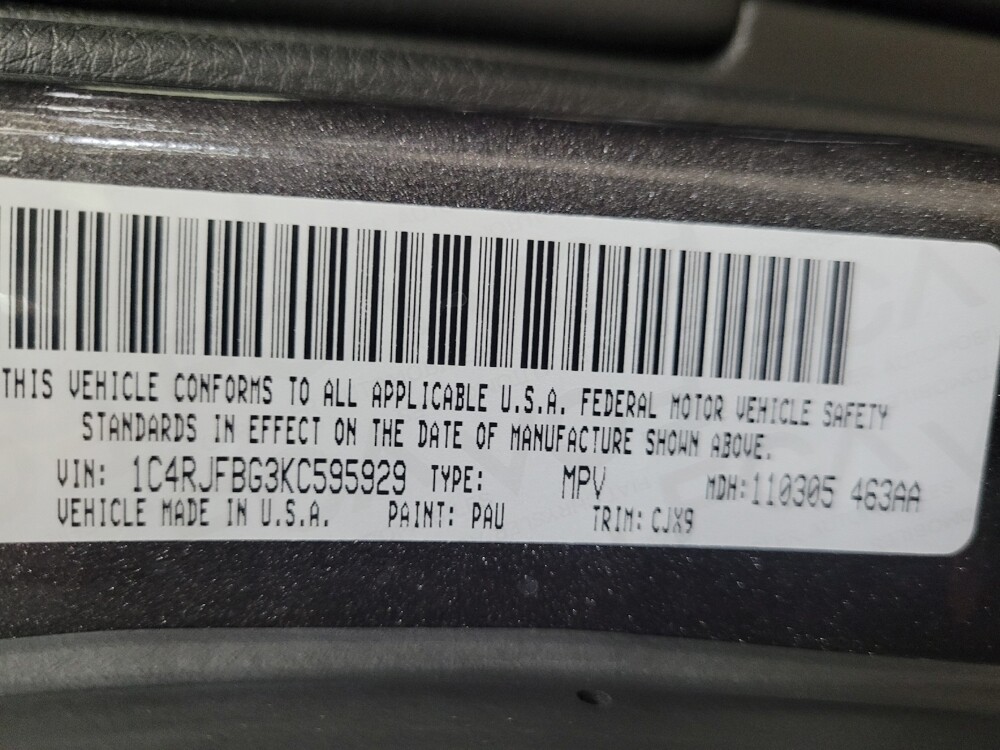 THIS VEHICLE CONFORMS TO ALL APPLICABLE U.S.A. FEDERAL MOTOR VEHICLE SAFETY
STANDARDS IN EFFECT ON THE DATE OF MANUFACTURE SHOWN ABOVE.
VIN: 1C4RJFBG3KC595929 TYPE: MPV MDH:110305 463AA
VEHICLE MADE IN U.S.A. PAINT: PAU TRIM: CJX9